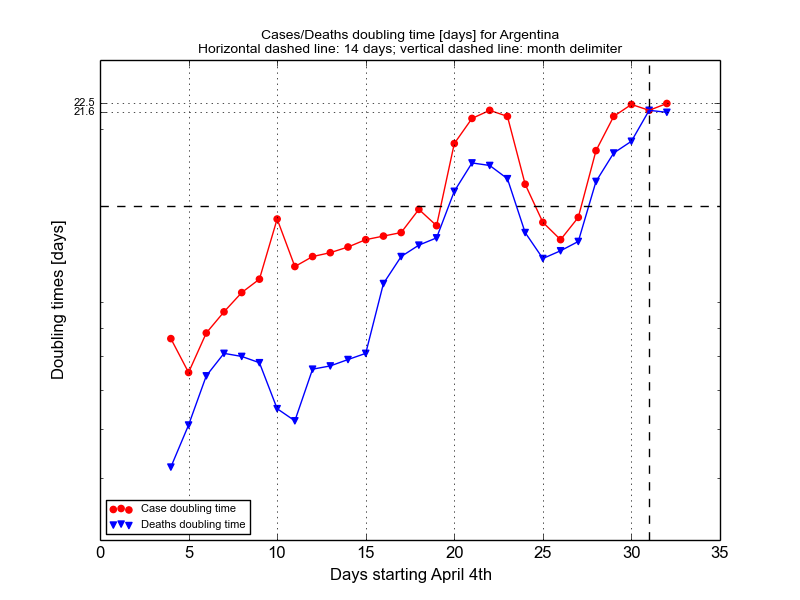 Cases/Deaths doubling time [days] for Argentina
Horizontal dashed line: 14 days; vertical dashed line: month delimiter
22.5
21.6
Doubling times [days]
Case doubling time
Deaths doubling time
0 5 10 15 20 25 30 35
Days starting April 4th